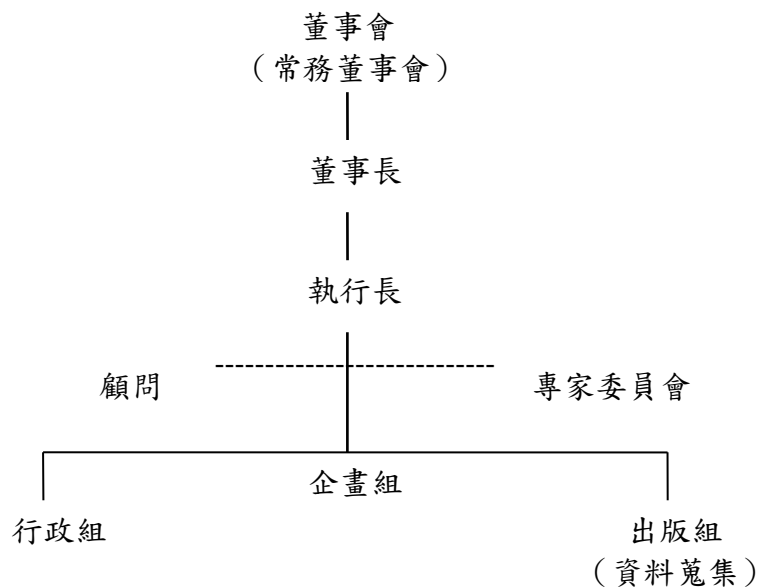 董事會
（常務董事會）
董事長
執行長
顧問
專家委員會
企畫組
行政組
出版組
（資料蒐集）